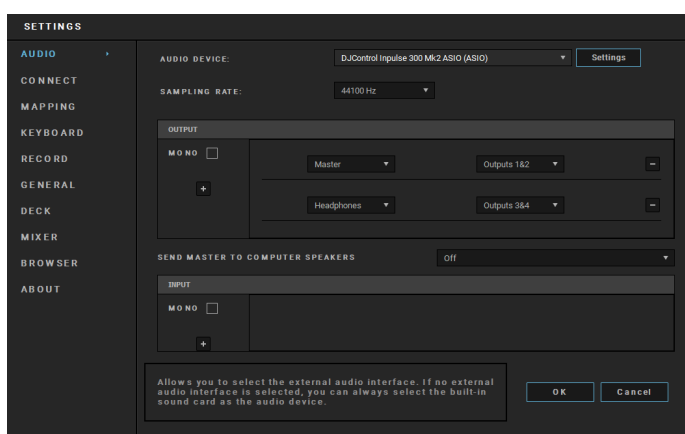 SETTINGS
AUDIO
CONNECT
MAPPING
KEYBOARD
RECORD
GENERAL
DECK
MIXER
BROWSER
ABOUT
AUDIO DEVICE:
DJControl Inpulse 300 Mk2 ASIO (ASIO)
Settings
SAMPLING RATE:
44100 Hz
OUTPUT
MONO
+
Master
Outputs 1&2
Headphones
Outputs 3&4
SEND MASTER TO COMPUTER SPEAKERS
Off
INPUT
MONO
+
Allows you to select the external audio interface. If no external
audio interface is selected, you can always select the built-in
sound card as the audio device.
OK
Cancel